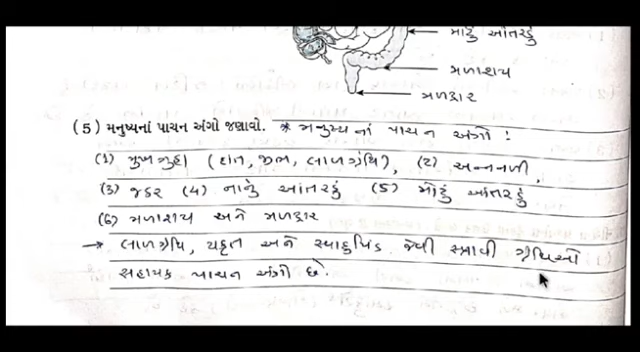 મોટું આંતરડું
મળાશય
મળદ્વાર
(5) મનુષ્યનાં પાચન અંગો જણાવો. * મનુષ્ય નાં પાચન અંગો :
(1) મુખગુહા (દાંત, જીભ, લાળગ્રંથિ), (2) અન્નનળી,
(3) જઠર (4) નાનું આંતરડું (5) મોટું આંતરડું
(6) મળાશય અને મળદ્વાર
→ લાળગ્રંથિ, યકૃત અને સ્વાદુપિંડ જેવી સ્ત્રાવી ગ્રંથિઓ
સહાયક પાચન અંગો છે.